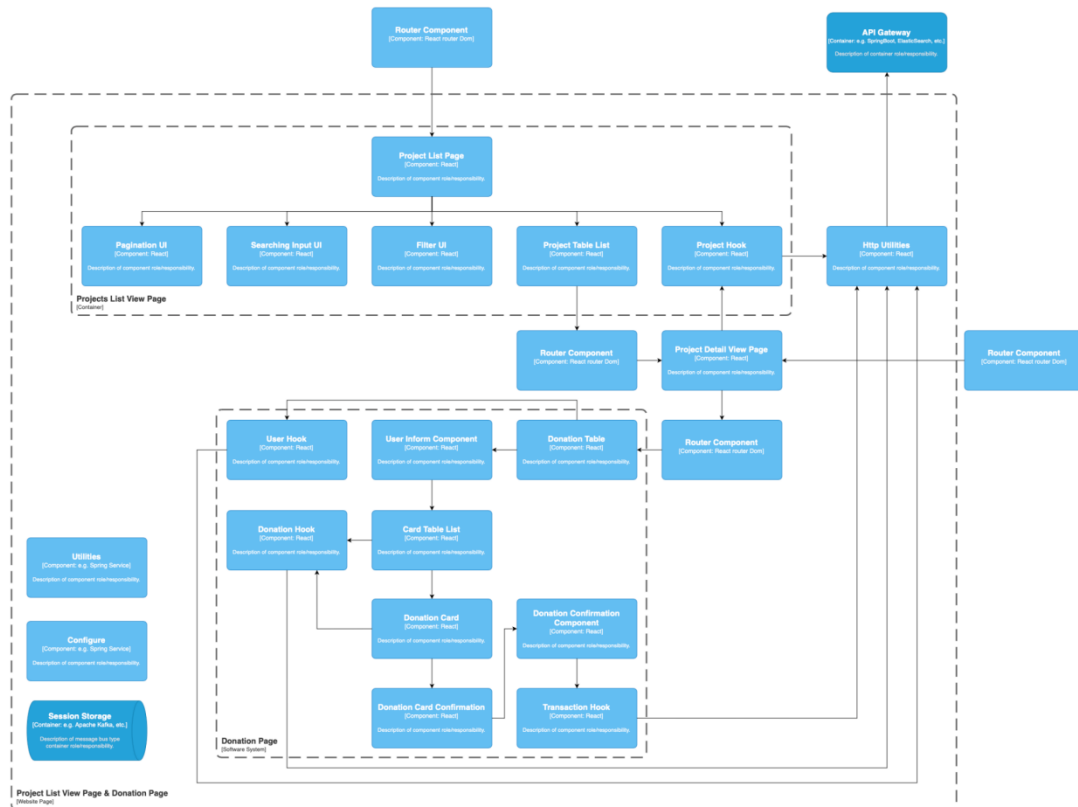 Router Component
[Component: React router Dom]
API Gateway
[Container: e.g. SpringBoot, ElasticSearch, etc.]
Description of container role/responsibility.
Project List Page
[Component: React]
Description of component role/responsibility.
Pagination UI
[Component: React]
Description of component role/responsibility.
Searching Input UI
[Component: React]
Description of component role/responsibility.
Filter UI
[Component: React]
Description of component role/responsibility.
Project Table List
[Component: React]
Description of component role/responsibility.
Project Hook
[Component: React]
Description of component role/responsibility.
Http Utilities
[Component: React]
Description of component role/responsibility.
Projects List View Page
[Container]
Router Component
[Component: React router Dom]
Project Detail View Page
[Component: React]
Description of component role/responsibility.
Router Component
[Component: React router Dom]
User Hook
[Component: React]
Description of component role/responsibility.
User Inform Component
[Component: React]
Description of component role/responsibility.
Donation Table
[Component: React]
Description of component role/responsibility.
Router Component
[Component: React router Dom]
Donation Hook
[Component: React]
Description of component role/responsibility.
Card Table List
[Component: React]
Description of component role/responsibility.
Utilities
[Component: e.g. Spring Service]
Description of component role/responsibility.
Donation Card
[Component: React]
Description of component role/responsibility.
Donation Confirmation
Component
[Component: React]
Description of component role/responsibility.
Configure
[Component: e.g. Spring Service]
Description of component role/responsibility.
Donation Card Confirmation
[Component: React]
Description of component role/responsibility.
Transaction Hook
[Component: React]
Description of component role/responsibility.
Session Storage
[Container: e.g. Apache Kafka, etc.]
Description of message bus type
container role/responsibility.
Donation Page
[Software System]
Project List View Page & Donation Page
[Website Page]